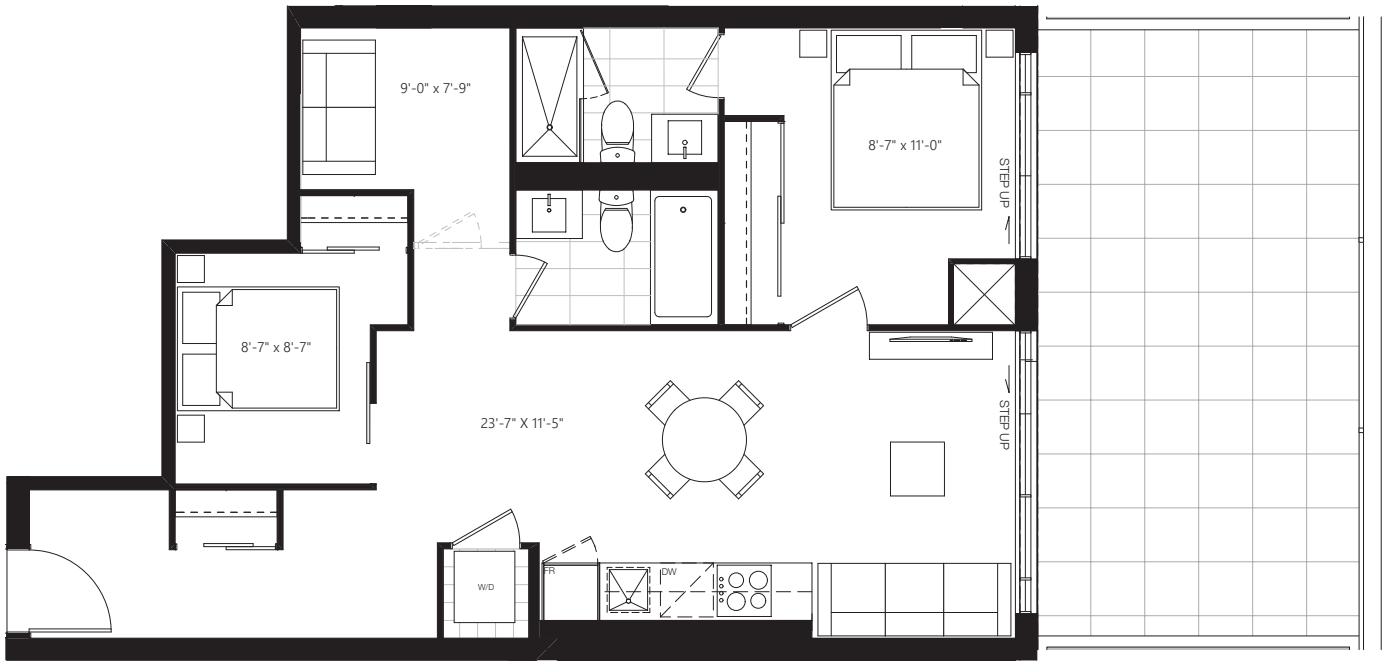 9'-0" x 7'-9"
8'-7" x 11'-0"
STEP UP
8'-7" x 8'-7"
23'-7" X 11'-5"
STEP UP
FR
DW
W/D